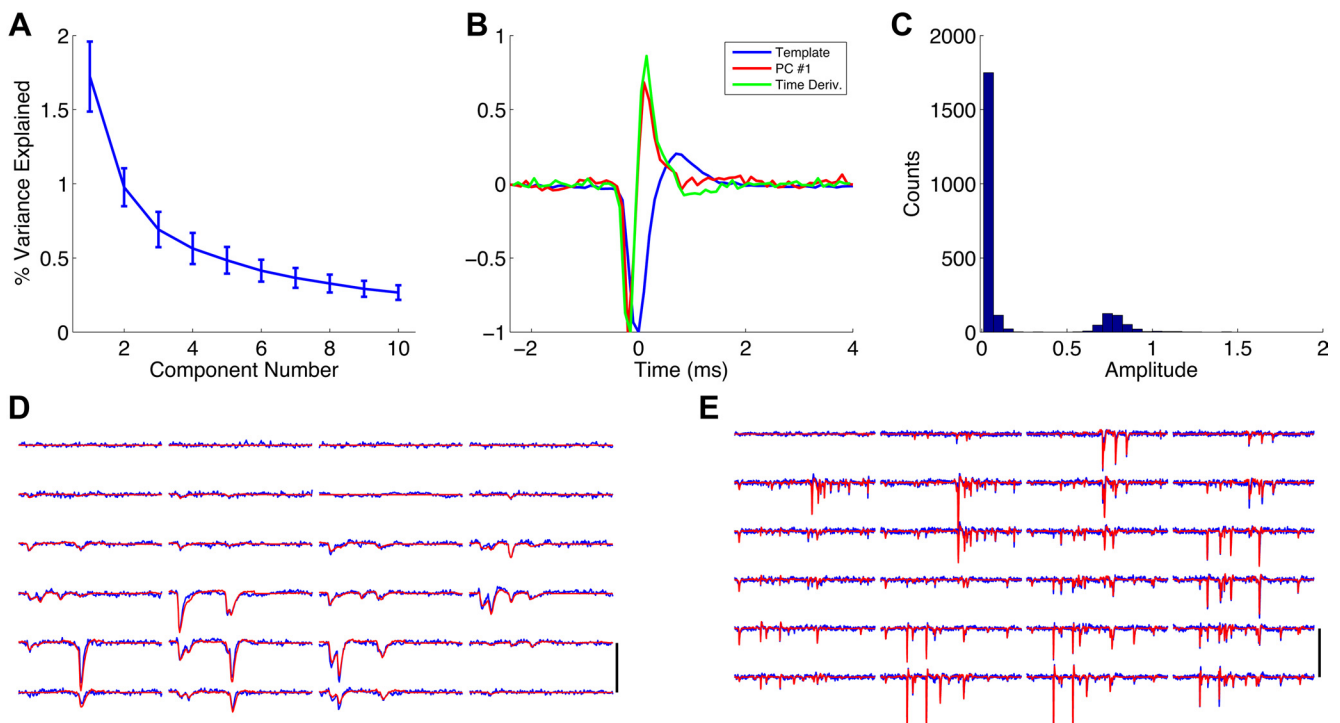 A
2
1.5
1
0.5
0
% Variance Explained
2
4
6
8
10
Component Number
B
1
0.5
0
−0.5
−1
−2
0
2
4
Time (ms)
Template
PC #1
Time Deriv.
C
2000
1500
1000
500
0
Counts
0
0.5
1
1.5
2
Amplitude
D
E